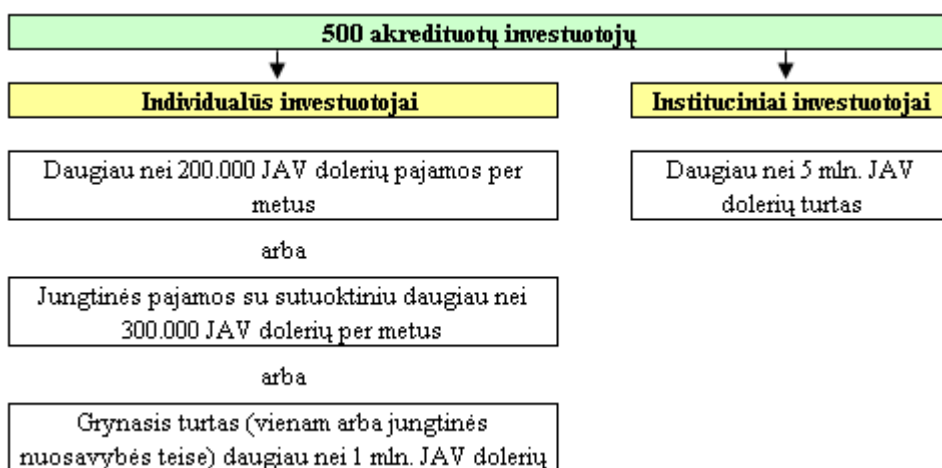 500 akredituotų investuotojų
Individualūs investuotojai
Daugiau nei 200.000 JAV dolerių pajamos per
metus
arba
Jungtinės pajamos su sutuoktiniu daugiau nei
300.000 JAV dolerių per metus
arba
Grynasis turtas (vienam arba jungtinės
nuosavybės teise) daugiau nei 1 mln. JAV dolerių
Instituciniai investuotojai
Daugiau nei 5 mln. JAV
dolerių turtas